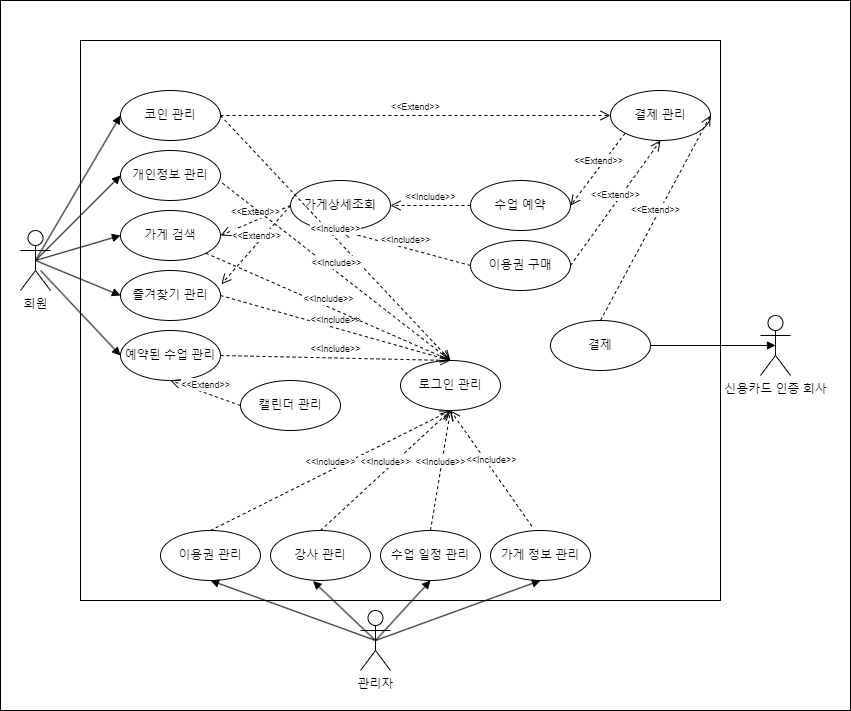 코인 관리
<<Extend>>
결제 관리
개인정보 관리
<<Extend>>
가게상세조회
<<Include>>
수업 예약
<<Extend>>
<<Extend>>
<<Extend>>
가게 검색
<<Extend>>
<<Include>>
<<Include>>
이용권 구매
<<Include>>
회원
즐겨찾기 관리
<<Include>>
<<Include>>
예약된 수업 관리
<<Include>>
결제
<<Extend>>
로그인 관리
신용카드 인증 회사
캘린더 관리
<<Include>>
<<Include>>
<<Include>>
<<Include>>
이용권 관리
강사 관리
수업 일정 관리
가게 정보 관리
관리자